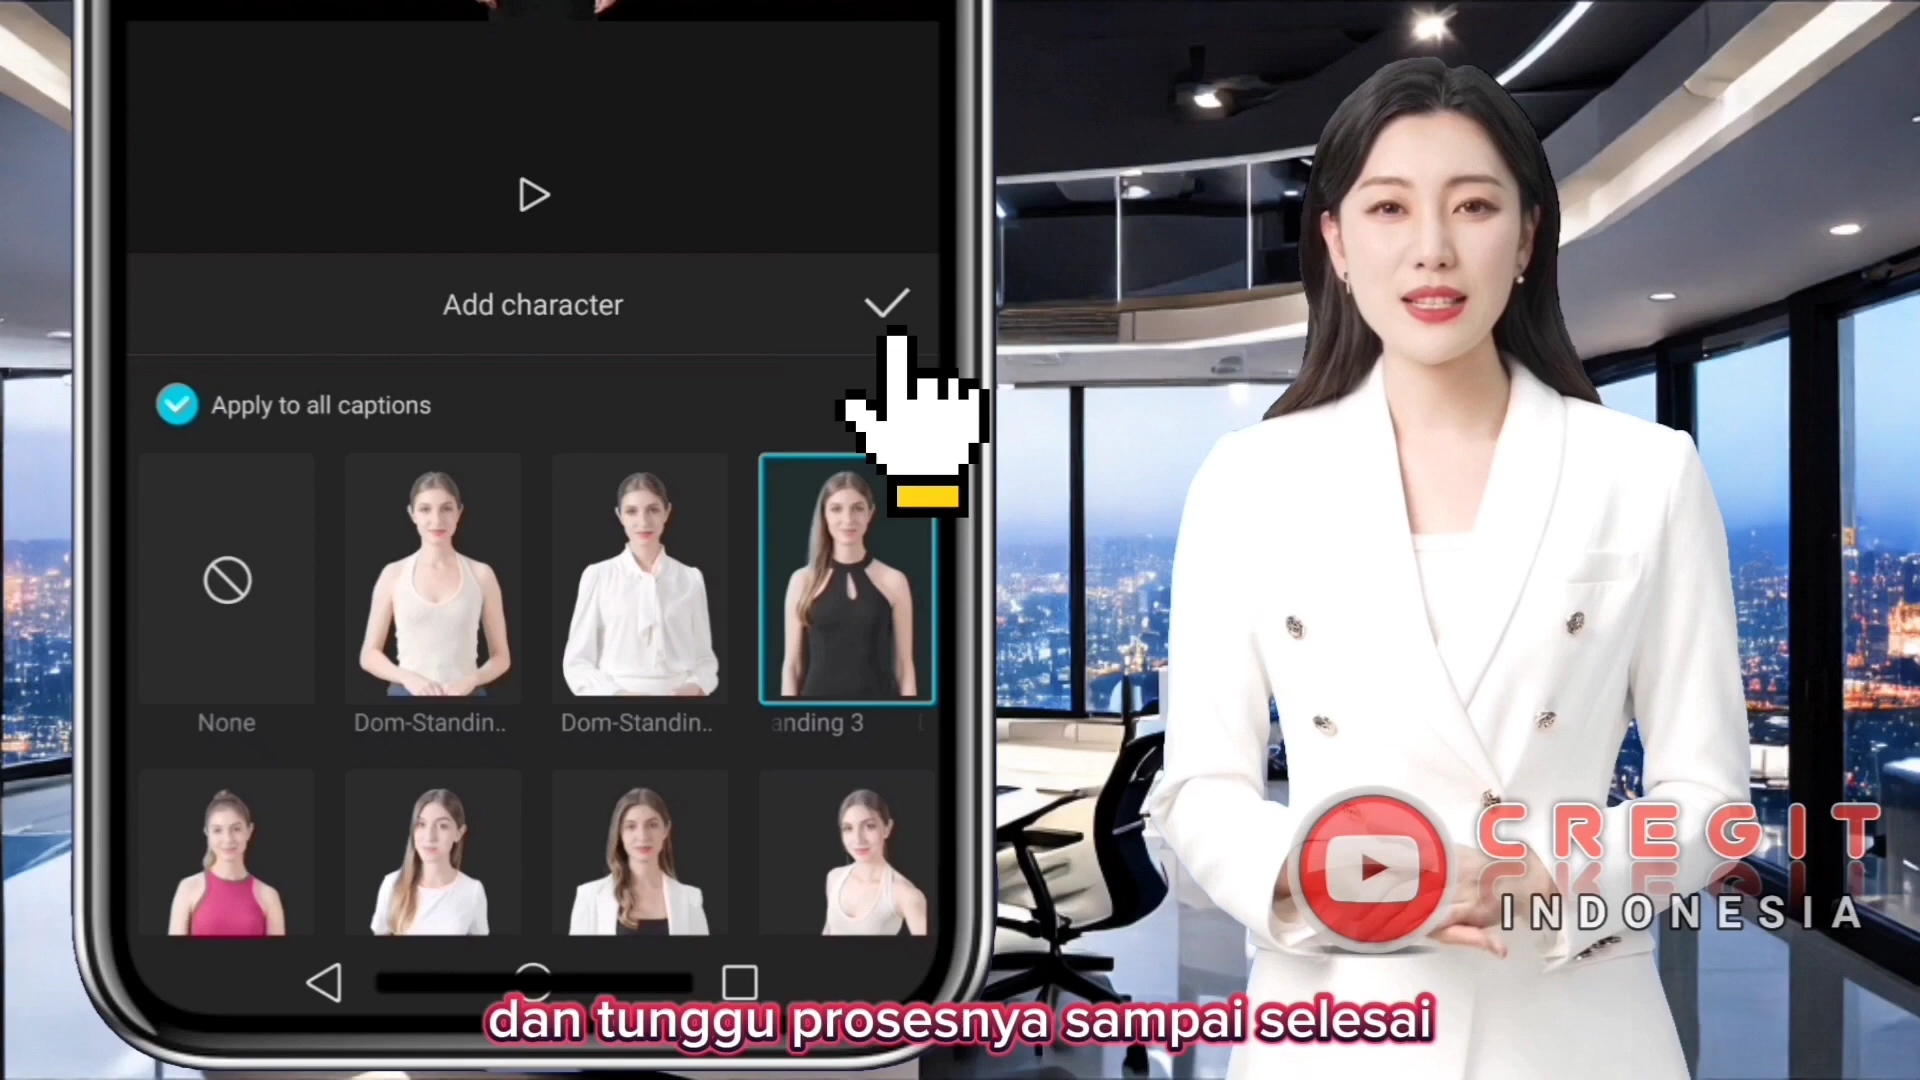 Add character
Apply to all captions
None
Dom-Standin..
Dom-Standin..
anding 3
CREGIT
INDONESIA
dan tunggu prosesnya sampai selesai